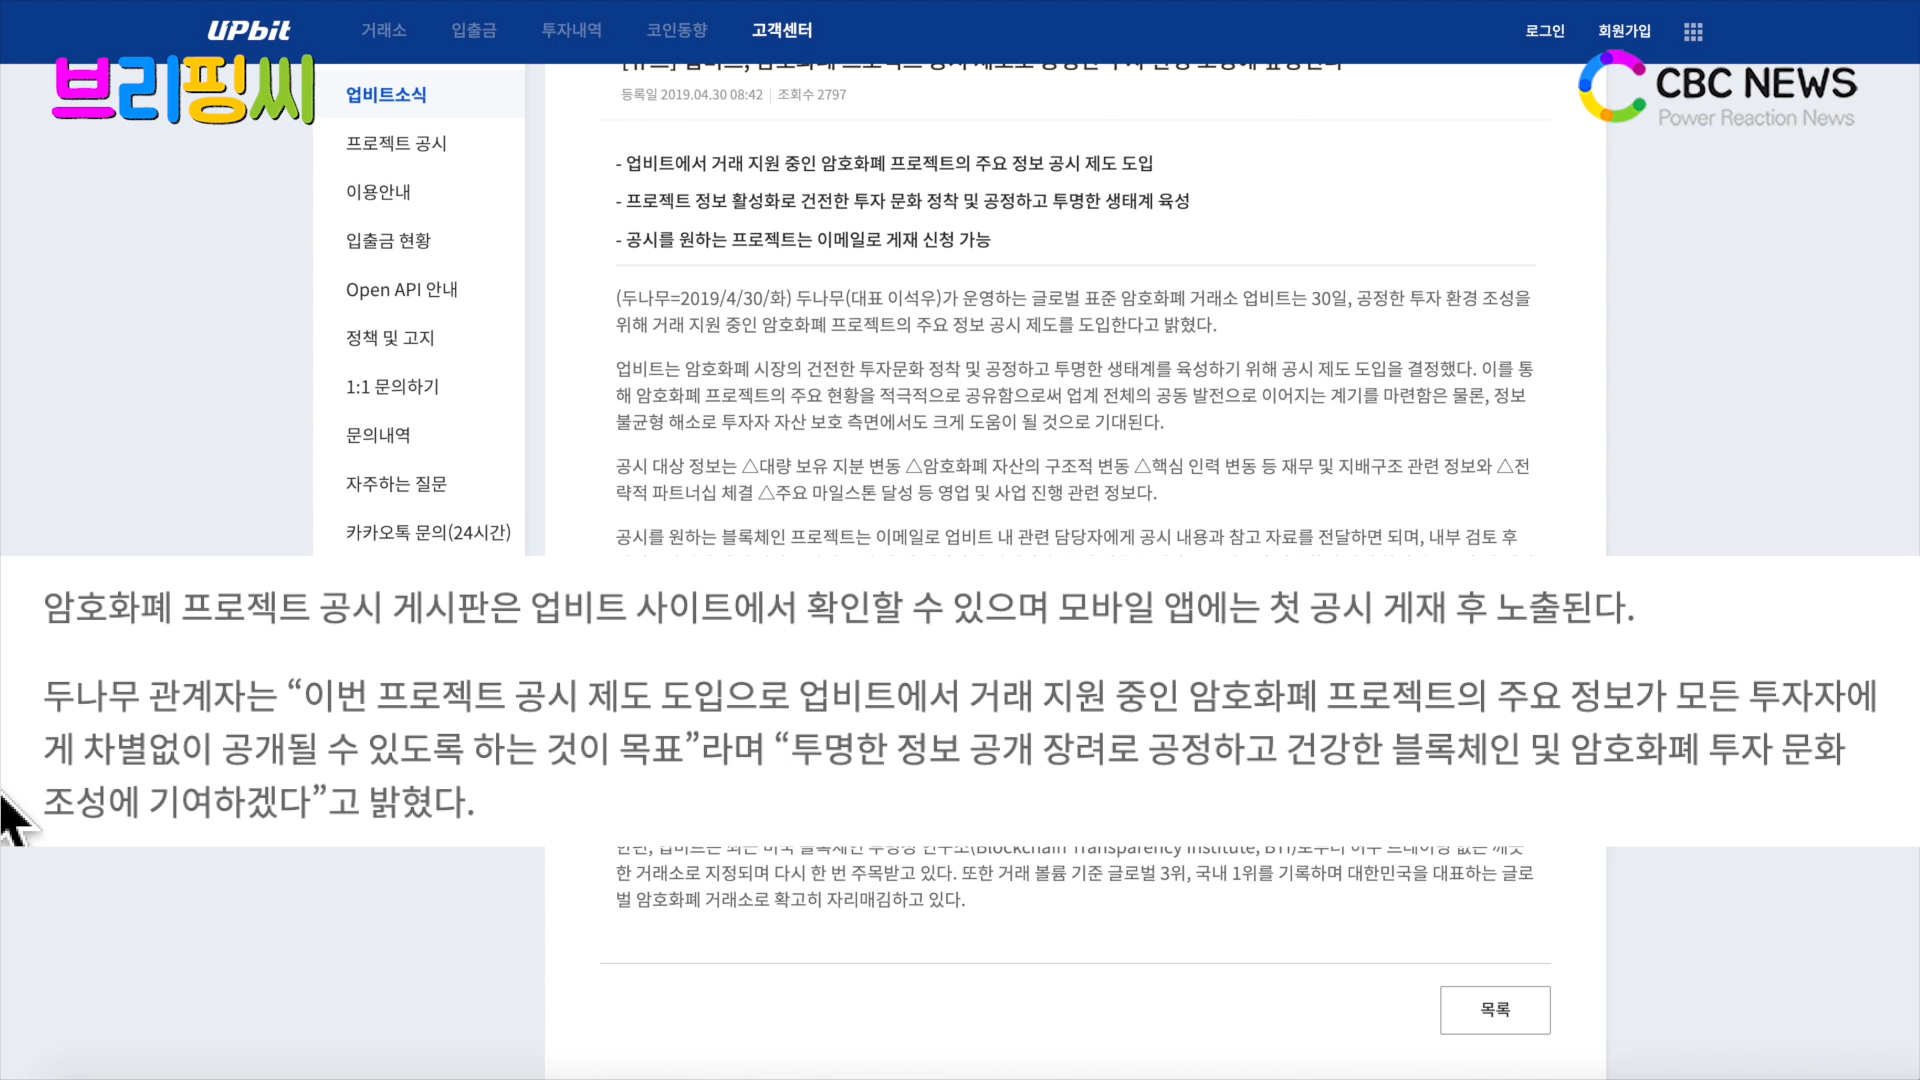 UPbit
거래소
입출금
투자내역
코인동향
고객센터
로그인
회원가입
브리핑씨
CBC NEWS
Power Reaction News
업비트소식
프로젝트 공시
이용안내
입출금 현황
Open API 안내
정책 및 고지
1:1 문의하기
문의내역
자주하는 질문
카카오톡 문의(24시간)
등록일 2019.04.30 08:42 | 조회수 2797
- 업비트에서 거래 지원 중인 암호화폐 프로젝트의 주요 정보 공시 제도 도입
- 프로젝트 정보 활성화로 건전한 투자 문화 정착 및 공정하고 투명한 생태계 육성
- 공시를 원하는 프로젝트는 이메일로 게재 신청 가능
(두나무=2019/4/30/화) 두나무(대표 이석우)가 운영하는 글로벌 표준 암호화폐 거래소 업비트는 30일, 공정한 투자 환경 조성을
위해 거래 지원 중인 암호화폐 프로젝트의 주요 정보 공시 제도를 도입한다고 밝혔다.
업비트는 암호화폐 시장의 건전한 투자문화 정착 및 공정하고 투명한 생태계를 육성하기 위해 공시 제도 도입을 결정했다. 이를 통
해 암호화폐 프로젝트의 주요 현황을 적극적으로 공유함으로써 업계 전체의 공동 발전으로 이어지는 계기를 마련함은 물론, 정보
불균형 해소로 투자자 자산 보호 측면에서도 크게 도움이 될 것으로 기대된다.
공시 대상 정보는 △대량 보유 지분 변동 △암호화폐 자산의 구조적 변동 △핵심 인력 변동 등 재무 및 지배구조 관련 정보와 △전
략적 파트너십 체결 △주요 마일스톤 달성 등 영업 및 사업 진행 관련 정보다.
공시를 원하는 블록체인 프로젝트는 이메일로 업비트 내 관련 담당자에게 공시 내용과 참고 자료를 전달하면 되며, 내부 검토 후
암호화폐 프로젝트 공시 게시판은 업비트 사이트에서 확인할 수 있으며 모바일 앱에는 첫 공시 게재 후 노출된다.
두나무 관계자는 “이번 프로젝트 공시 제도 도입으로 업비트에서 거래 지원 중인 암호화폐 프로젝트의 주요 정보가 모든 투자자에
게 차별없이 공개될 수 있도록 하는 것이 목표”라며 “투명한 정보 공개 장려로 공정하고 건강한 블록체인 및 암호화폐 투자 문화
조성에 기여하겠다”고 밝혔다.
(Blockchain Transparency Institute, BTI)
한 거래소로 지정되며 다시 한 번 주목받고 있다. 또한 거래 볼륨 기준 글로벌 3위, 국내 1위를 기록하며 대한민국을 대표하는 글로
벌 암호화폐 거래소로 확고히 자리매김하고 있다.
목록